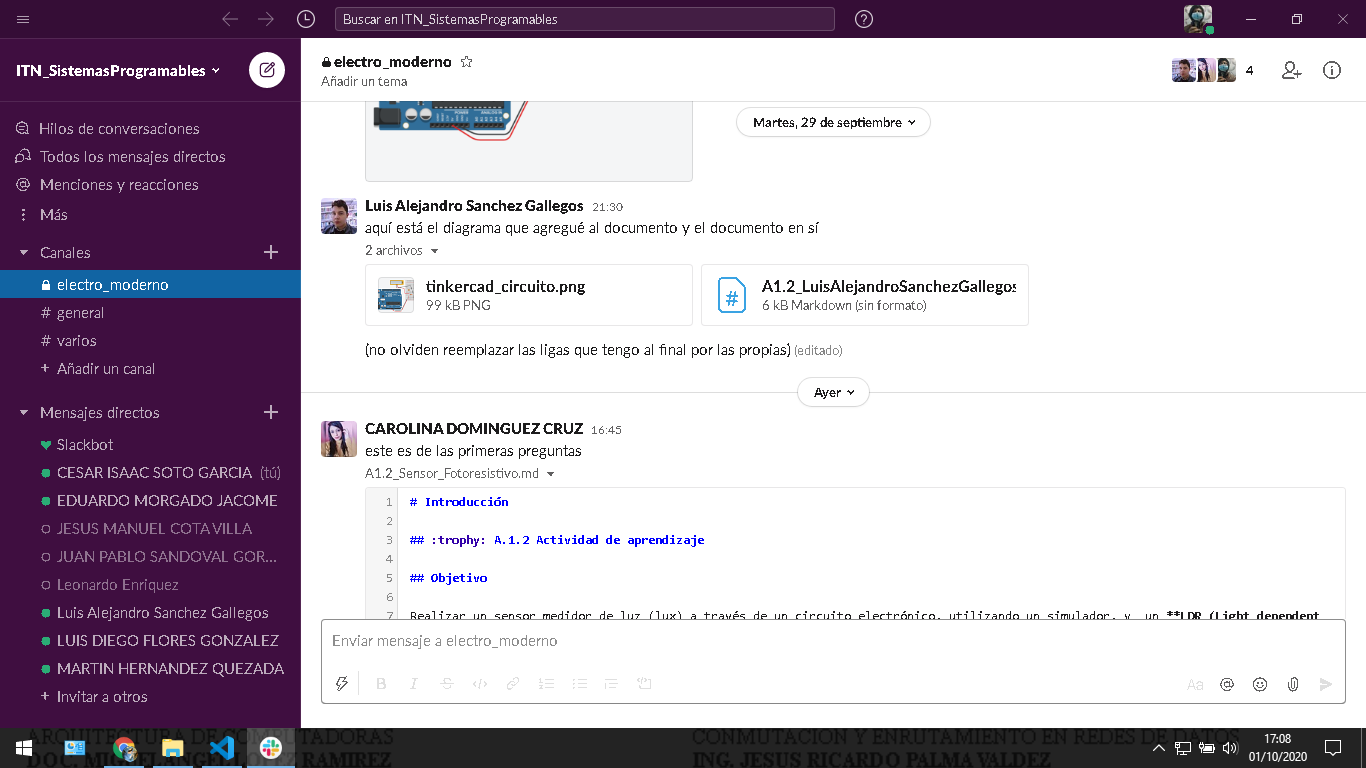 Buscar en ITN_SistemasProgramables
ITN_SistemasProgramables
Hilos de conversaciones
Todos los mensajes directos
Menciones y reacciones
Más
Canales
electro_moderno
# general
# varios
+ Añadir un canal
Mensajes directos
Slackbot
CESAR ISAAC SOTO GARCIA (tú)
EDUARDO MORGADO JACOME
JESUS MANUEL COTA VILLA
JUAN PABLO SANDOVAL GOR...
Leonardo Enriquez
Luis Alejandro Sanchez Gallegos
LUIS DIEGO FLORES GONZALEZ
MARTIN HERNANDEZ QUEZADA
+ Invitar a otros
electro_moderno
Añadir un tema
4
Martes, 29 de septiembre
Luis Alejandro Sanchez Gallegos 21:30
aquí está el diagrama que agregué al documento y el documento en sí
2 archivos
tinkercad_circuito.png
99 kB PNG
A1.2_LuisAlejandroSanchezGallegos
6 kB Markdown (sin formato)
(no olviden reemplazar las ligas que tengo al final por las propias) (editado)
Ayer
CAROLINA DOMINGUEZ CRUZ 16:45
este es de las primeras preguntas
A1.2_Sensor_Fotoresistivo.md
1 # Introducción
2
3 ## :trophy: A.1.2 Actividad de aprendizaje
4
5 ## Objetivo
6
7 Realizar un sensor medidor de luz (lux) a través de un circuito electrónico, utilizando un simulador, y un **LDR (Light dependent
Enviar mensaje a electro_moderno
Aa
CONMUTACIÓN Y ENRUTAMIENTO EN REDES DE
ING. JESUS RICARDO PALMA VALDEZ
17:08
01/10/2020